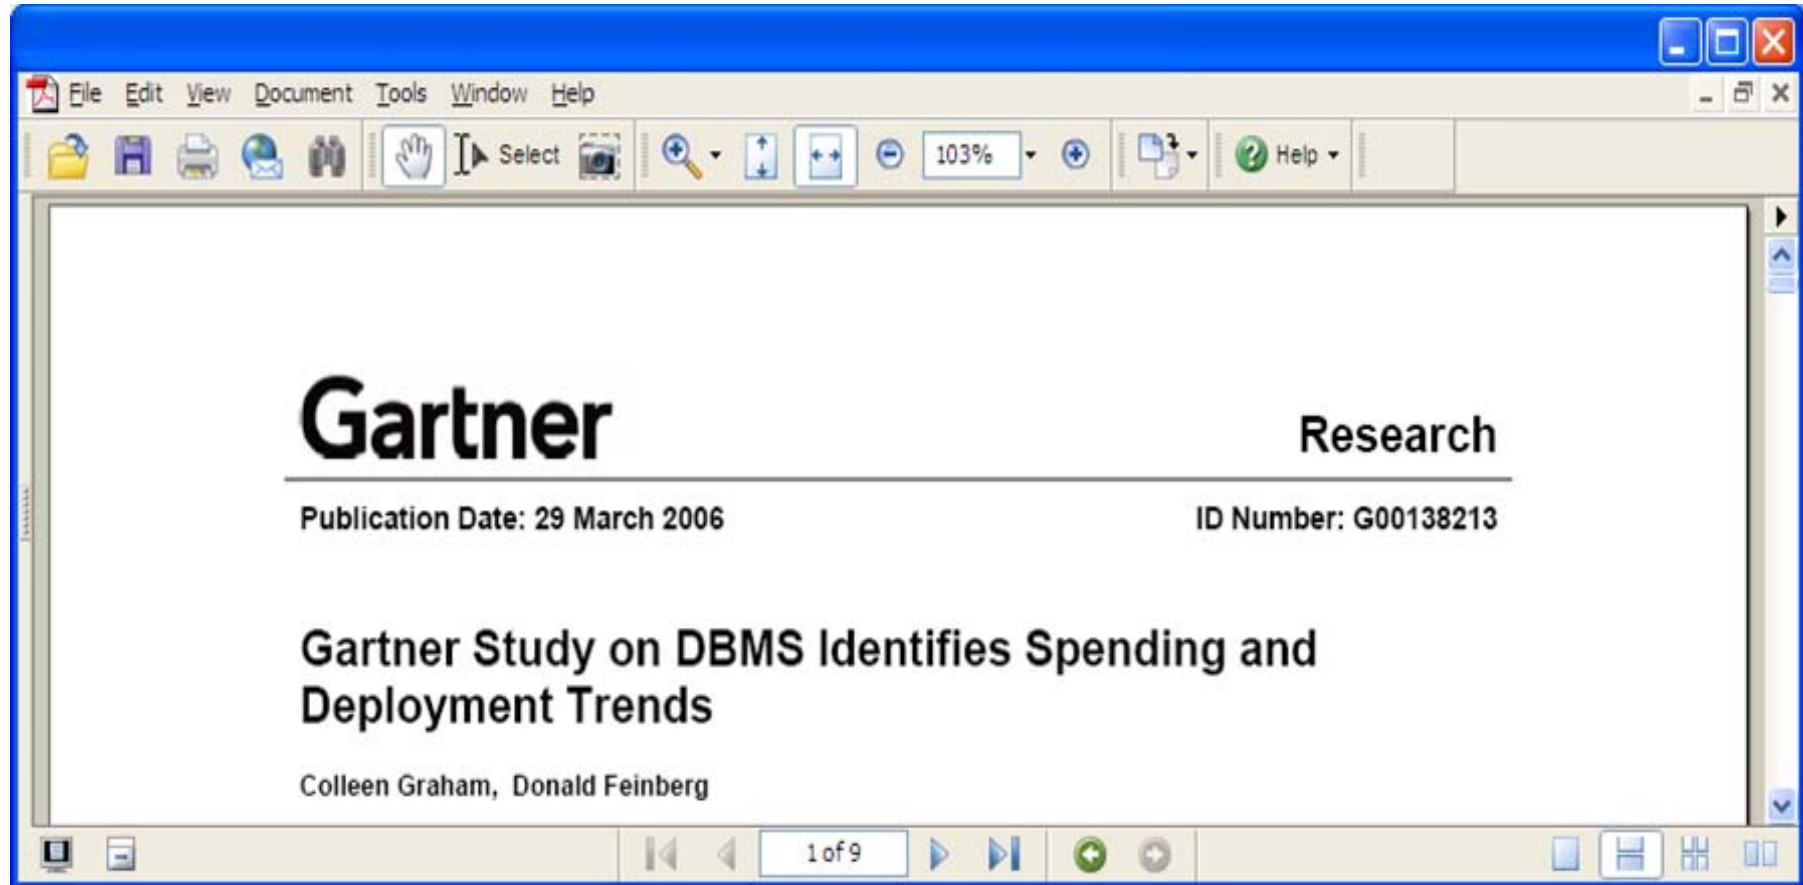 File Edit View Document Tools Window Help
Select 103% Help
Gartner
Research
Publication Date: 29 March 2006
ID Number: G00138213
Gartner Study on DBMS Identifies Spending and
Deployment Trends
Colleen Graham, Donald Feinberg
1 of 9